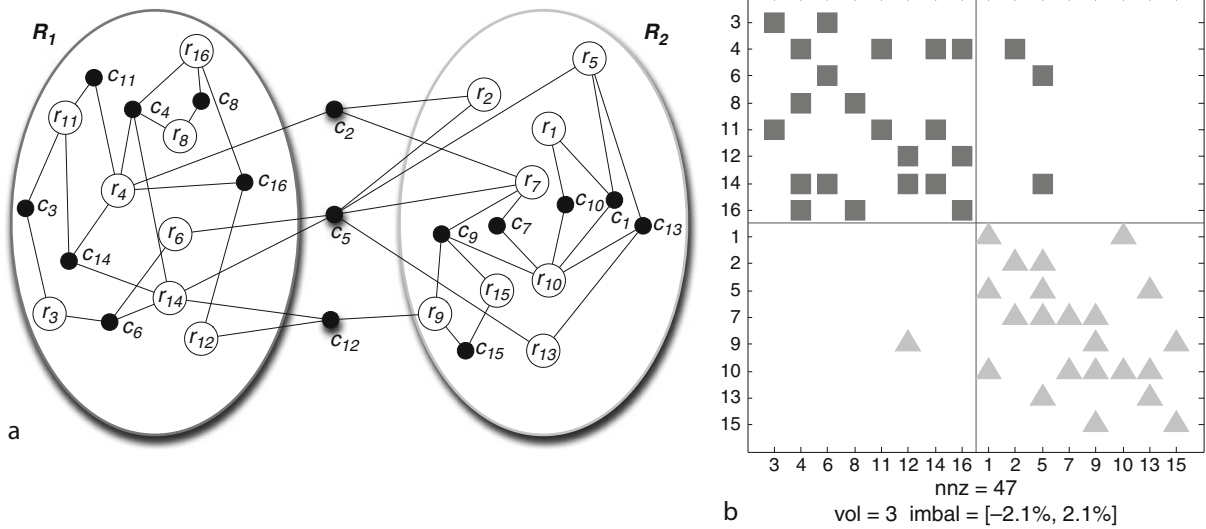 R1
R2
r16
c11
c4
c8
r11
r8
r4
c16
c3
r6
c14
r14
r3
c6
r12
c2
c5
c12
r5
r2
r1
r7
c10
c1
c13
c7
c9
r10
r15
r9
c15
r13
a
3
4
6
8
11
12
14
16
1
2
5
7
9
10
13
15
3 4 6 8 11 12 14 16 1 2 5 7 9 10 13 15
nnz = 47
vol = 3 imbal = [−2.1%, 2.1%]
b